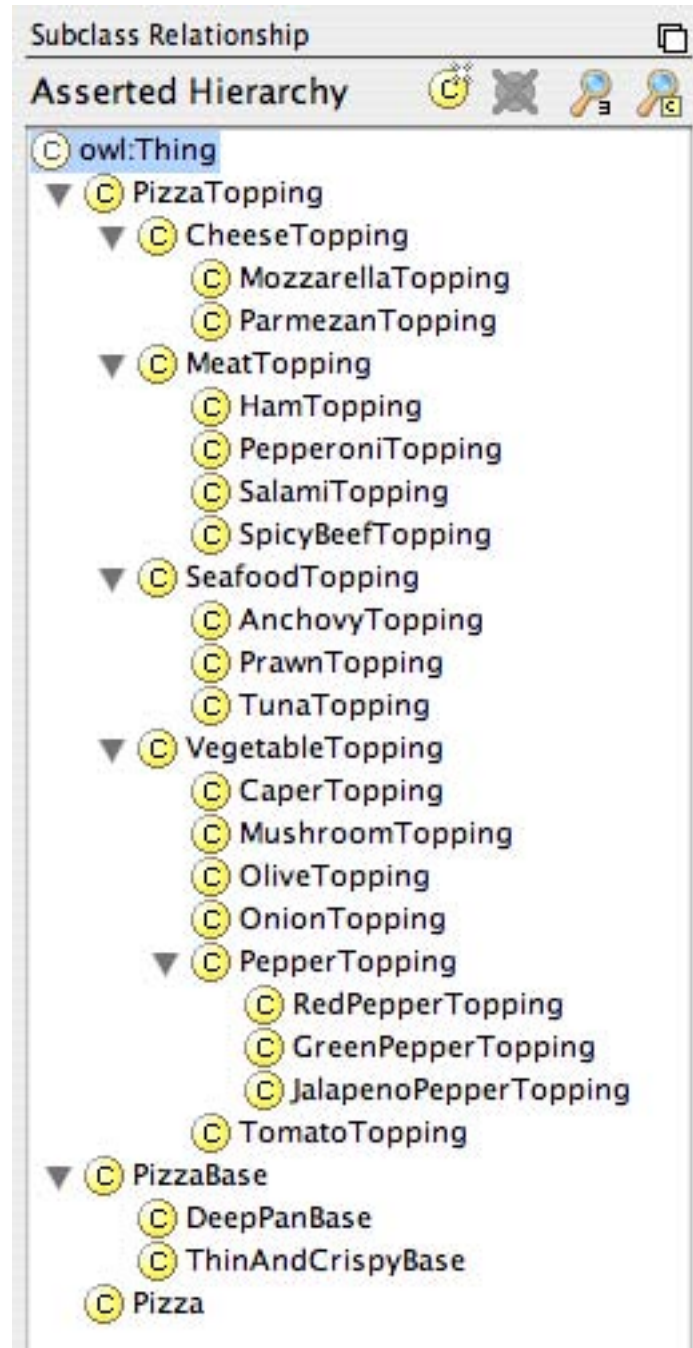 Subclass Relationship
Asserted Hierarchy
owl:Thing
PizzaTopping
CheeseTopping
MozzarellaTopping
ParmezanTopping
MeatTopping
HamTopping
PepperoniTopping
SalamiTopping
SpicyBeefTopping
SeafoodTopping
AnchovyTopping
PrawnTopping
TunaTopping
VegetableTopping
CaperTopping
MushroomTopping
OliveTopping
OnionTopping
PepperTopping
RedPepperTopping
GreenPepperTopping
JalapenoPepperTopping
TomatoTopping
PizzaBase
DeepPanBase
ThinAndCrispyBase
Pizza